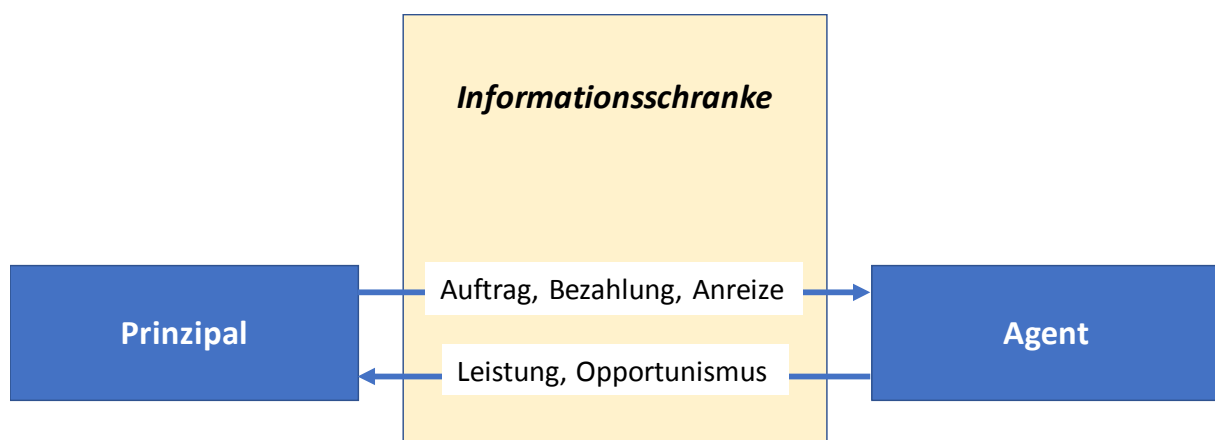 Informationsschranke
Auftrag, Bezahlung, Anreize
Prinzipal
Agent
Leistung, Opportunismus